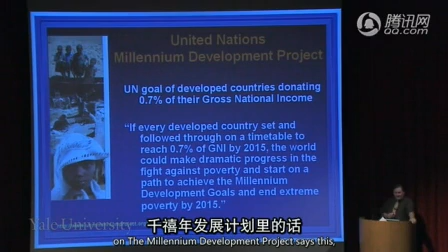 腾讯网
QQ.com
United Nations
Millennium Development Project
UN goal of developed countries donating
0.7% of their Gross National Income
“If every developed country set and
followed through on a timetable to
reach 0.7% of GNI by 2015, the world
could make dramatic progress in the
fight against poverty and start on a
path to achieve the Millennium
Development Goals and end extreme
poverty by 2015.”
Yale University
千禧年发展计划里的话
on The Millennium Development Project says this,